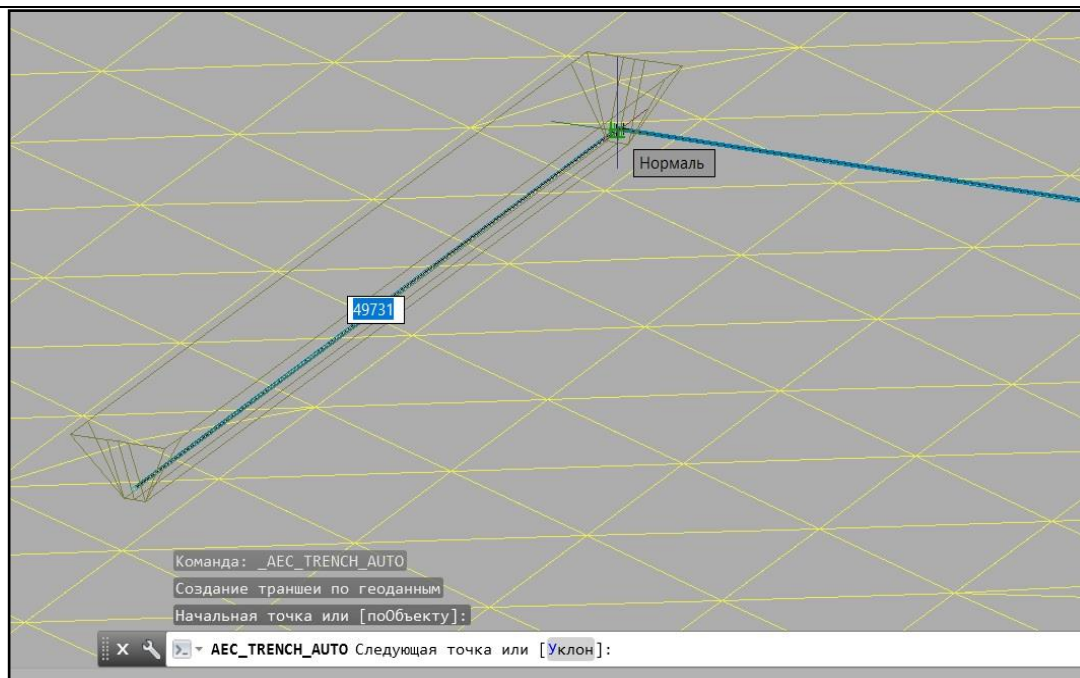 Нормаль
49731
Команда: _AEC_TRENCH_AUTO
Создание траншеи по геоданным
Начальная точка или [поОбъекту]:
AEC_TRENCH_AUTO Следующая точка или [Уклон]: